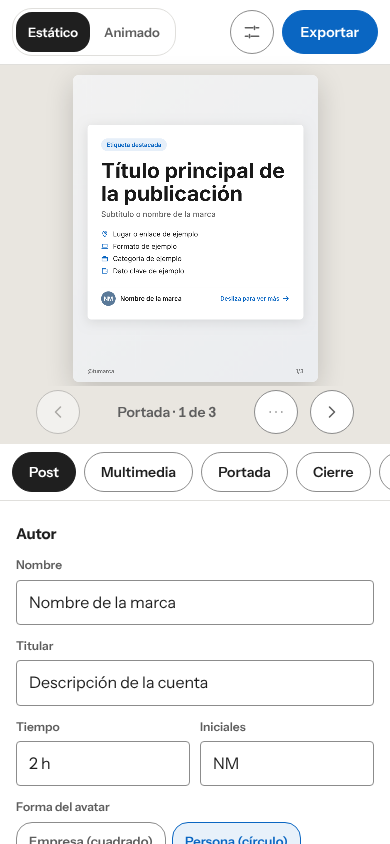 Estático
Animado
Exportar
Etiqueta destacada
Título principal de
la publicación
Subtítulo o nombre de la marca
Lugar o enlace de ejemplo
Formato de ejemplo
Categoría de ejemplo
Dato clave de ejemplo
NM
Nombre de la marca
Desliza para ver más →
@tumarca
1/3
Portada · 1 de 3
Post
Multimedia
Portada
Cierre
Autor
Nombre
Nombre de la marca
Titular
Descripción de la cuenta
Tiempo
Iniciales
2 h
NM
Forma del avatar
Empresa (cuadrado)
Persona (círculo)